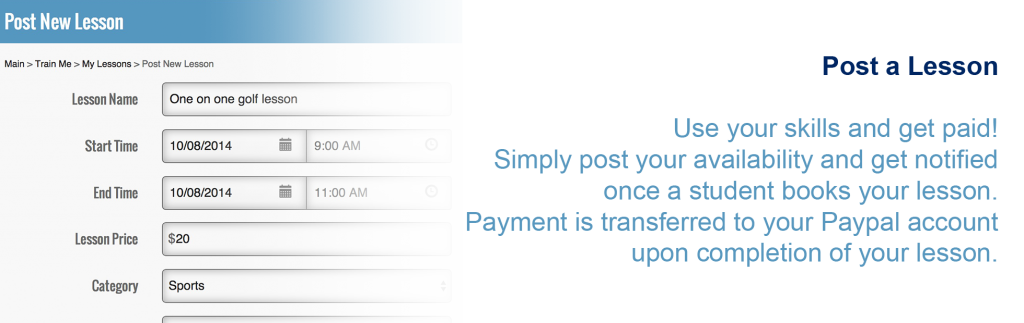 Post New Lesson
Main > Train Me > My Lessons > Post New Lesson
Lesson Name One on one golf lesson
Start Time 10/08/2014 9:00 AM
End Time 10/08/2014 11:00 AM
Lesson Price $20
Category Sports
Post a Lesson
Use your skills and get paid!
Simply post your availability and get notified
once a student books your lesson.
Payment is transferred to your Paypal account
upon completion of your lesson.